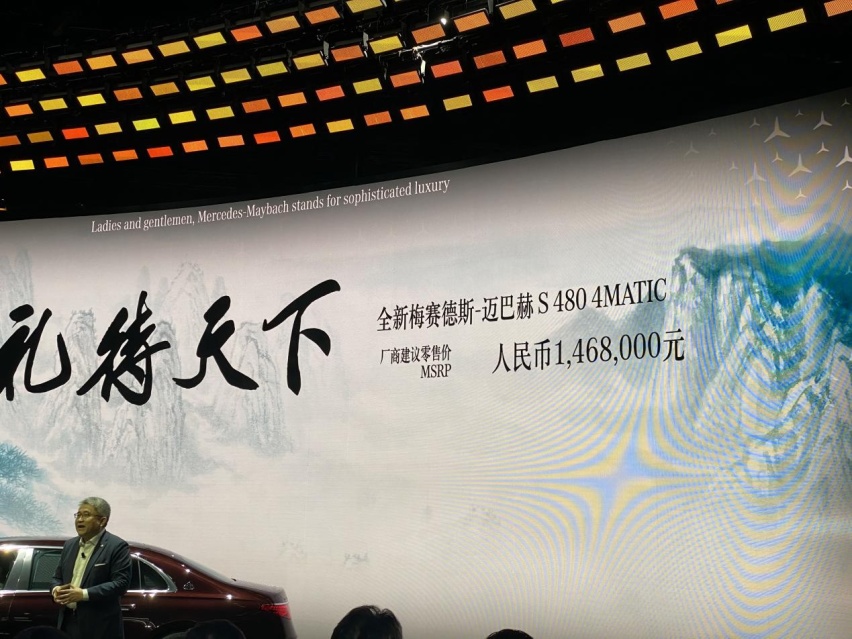 Ladies and gentlemen, Mercedes-Maybach stands for sophisticated luxury
礼待天下
全新梅赛德斯-迈巴赫 S 480 4MATIC
厂商建议零售价
MSRP
人民币1,468,000元